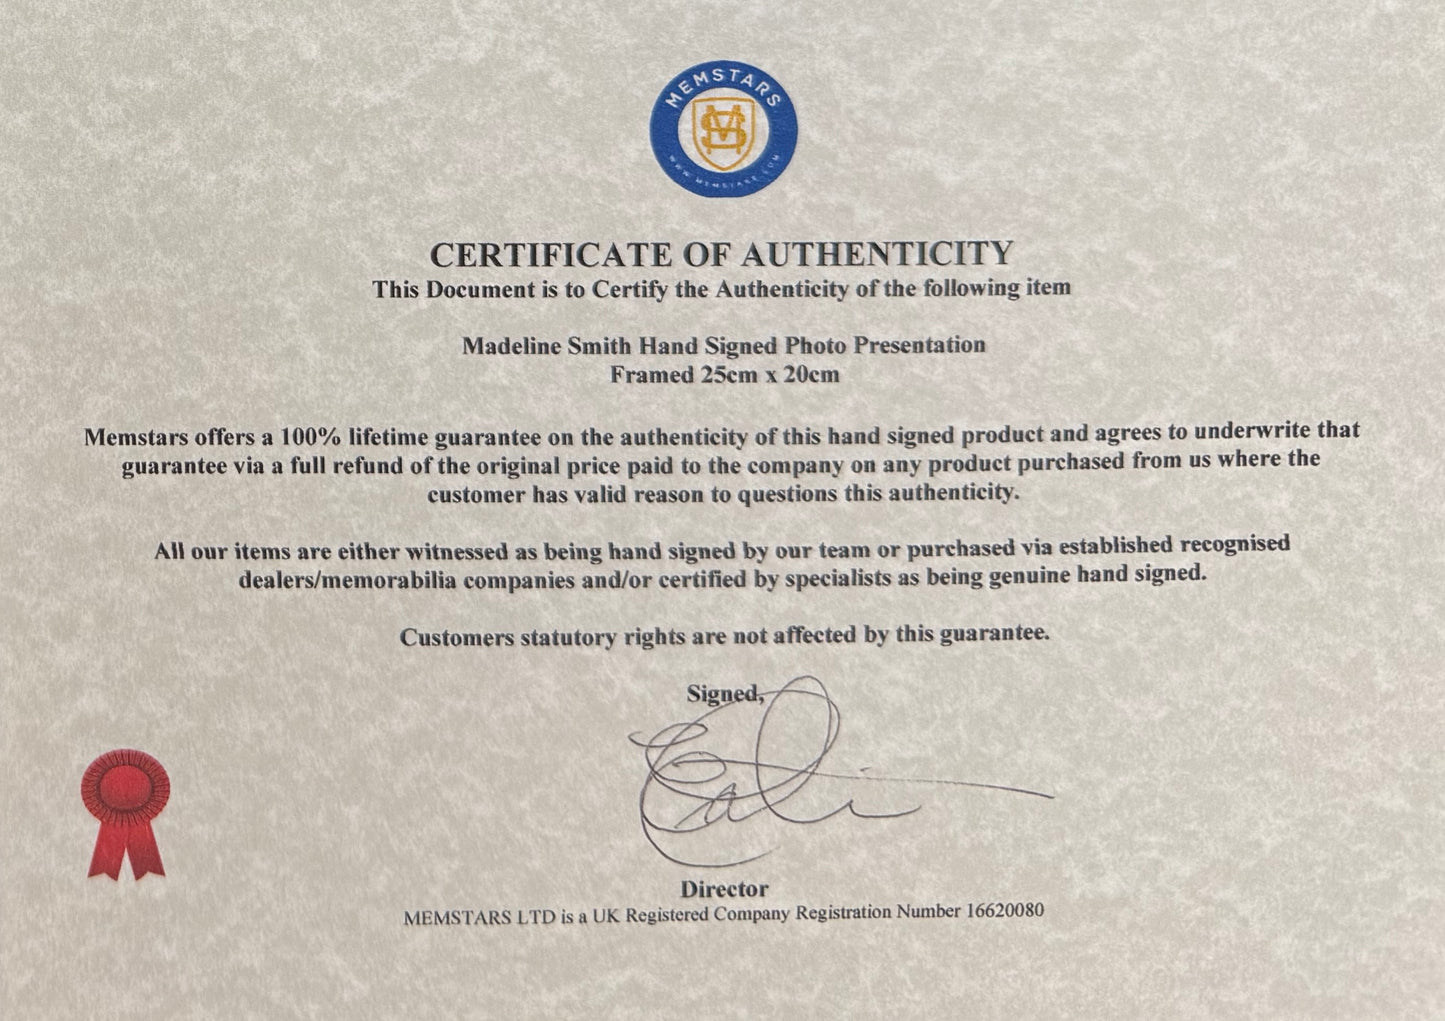 MEMSTARS
WWW.MEMSTARS.COM
CERTIFICATE OF AUTHENTICITY
This Document is to Certify the Authenticity of the following item
Madeline Smith Hand Signed Photo Presentation
Framed 25cm x 20cm
Memstars offers a 100% lifetime guarantee on the authenticity of this hand signed product and agrees to underwrite that
guarantee via a full refund of the original price paid to the company on any product purchased from us where the
customer has valid reason to questions this authenticity.
All our items are either witnessed as being hand signed by our team or purchased via established recognised
dealers/memorabilia companies and/or certified by specialists as being genuine hand signed.
Customers statutory rights are not affected by this guarantee.
Signed,
Director
MEMSTARS LTD is a UK Registered Company Registration Number 16620080